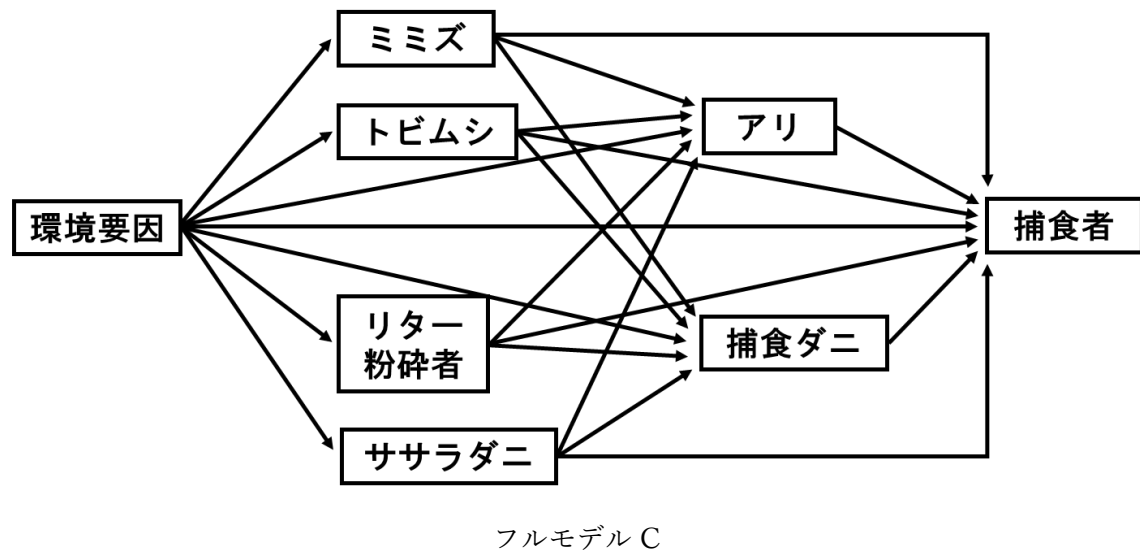 ミミズ
トビムシ
アリ
環境要因
捕食者
リター
粉砕者
捕食ダニ
ササラダニ
フルモデル C